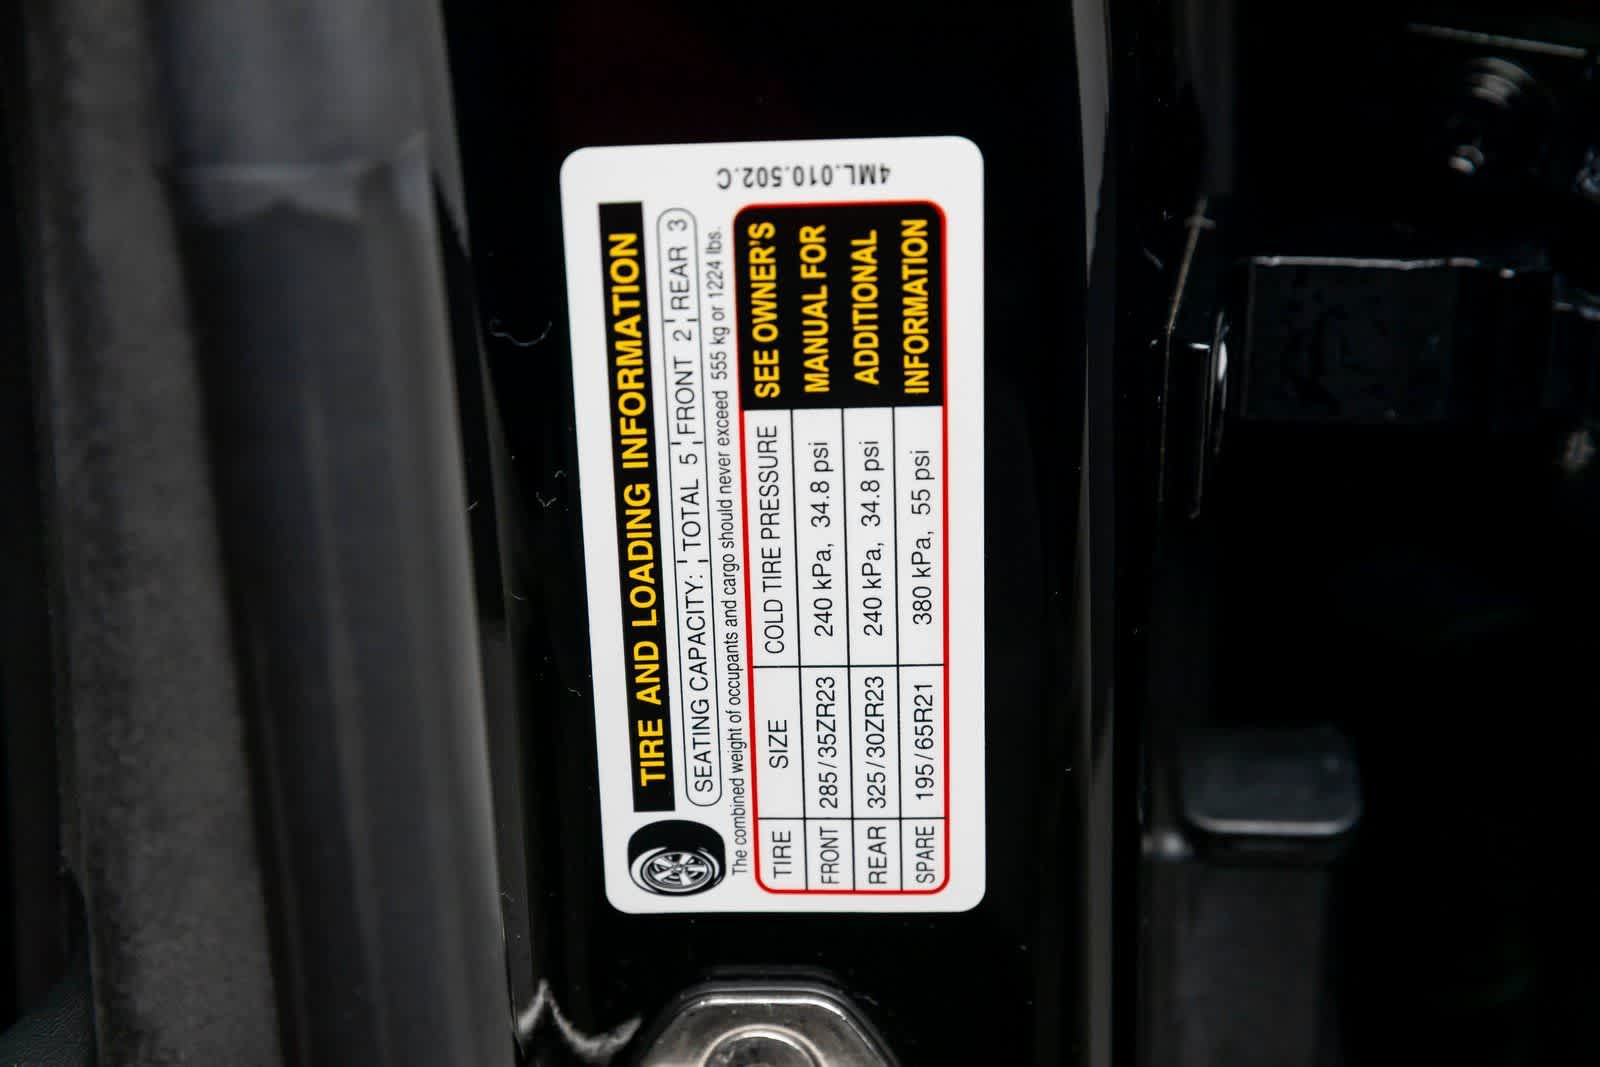 TIRE AND LOADING INFORMATION
SEATING CAPACITY: TOTAL 5 FRONT 2 REAR 3
The combined weight of occupants and cargo should never exceed 555 kg or 1224 lbs.
TIRE SIZE COLD TIRE PRESSURE
FRONT 285/35ZR23 240 kPa, 34.8 psi
REAR 325/30ZR23 240 kPa, 34.8 psi
SPARE 195/65R21 380 kPa, 55 psi
SEE OWNER'S
MANUAL FOR
ADDITIONAL
INFORMATION
4ML.010.502.C